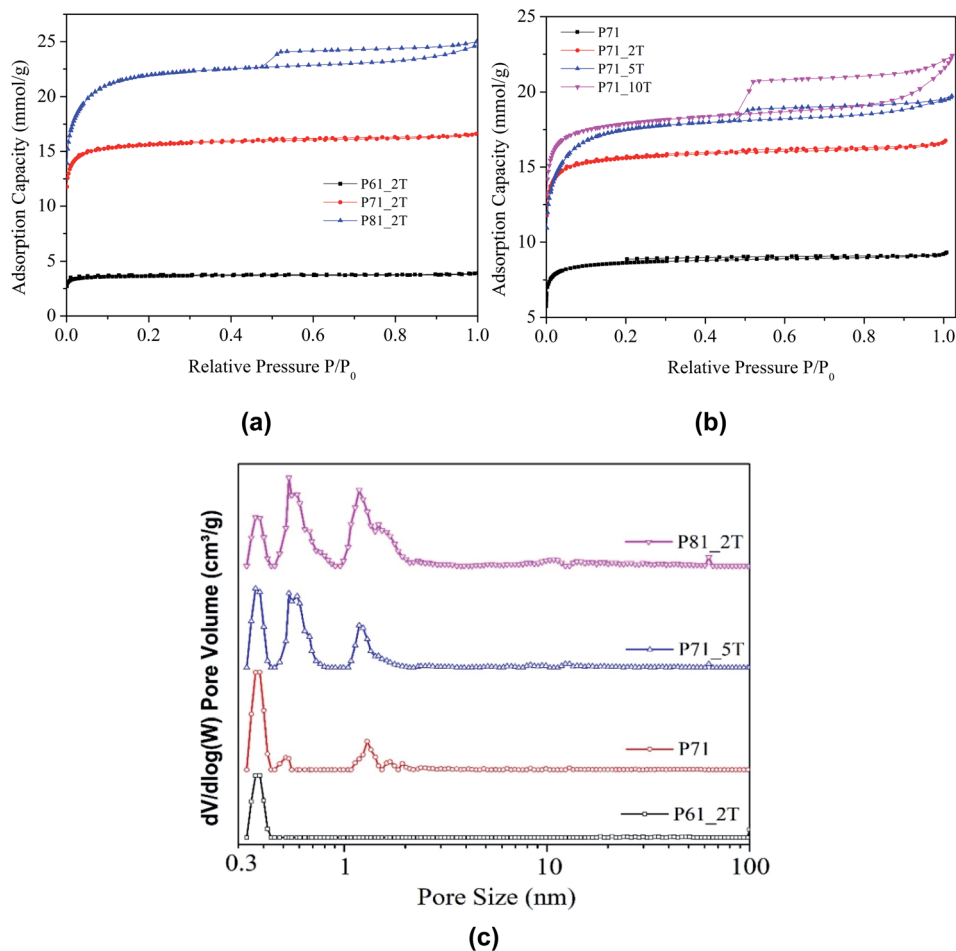 25
20
15
10
5
0
Adsorption Capacity (mmol/g)
P61_2T
P71_2T
P81_2T
0.0 0.2 0.4 0.6 0.8 1.0
Relative Pressure P/P0
(a)
25
20
15
10
5
Adsorption Capacity (mmol/g)
P71
P71_2T
P71_5T
P71_10T
0.0 0.2 0.4 0.6 0.8 1.0
Relative Pressure P/P0
(b)
dV/dlog(W) Pore Volume (cm³/g)
P81_2T
P71_5T
P71
P61_2T
0.3 1 10 100
Pore Size (nm)
(c)